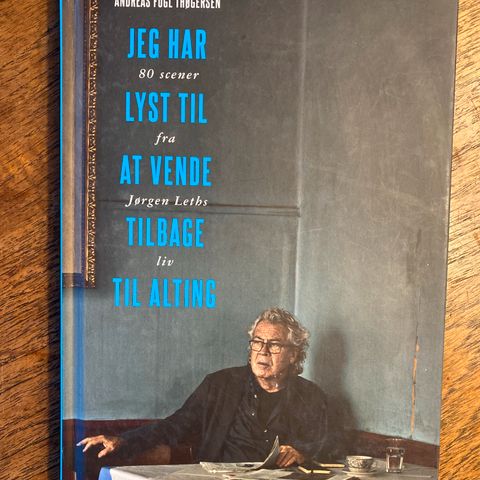 ANDREAS FUGL THØGERSEN
JEG HAR
80 scener
LYST TIL
fra
AT VENDE
Jørgen Leths
TILBAGE
liv
TIL ALTING